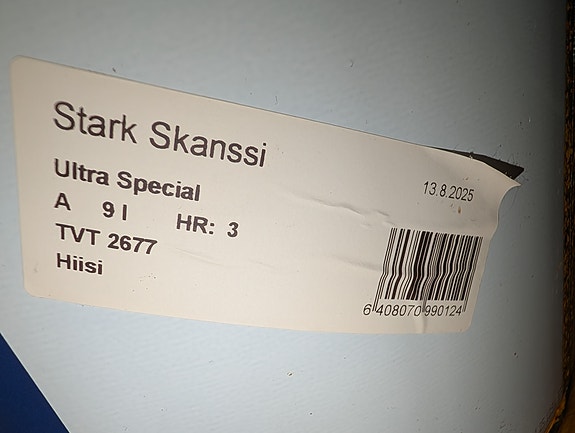 Stark Skanssi
13.8.2025
Ultra Special
A 9 l HR: 3
TVT 2677
Hiisi
6 408070 990124